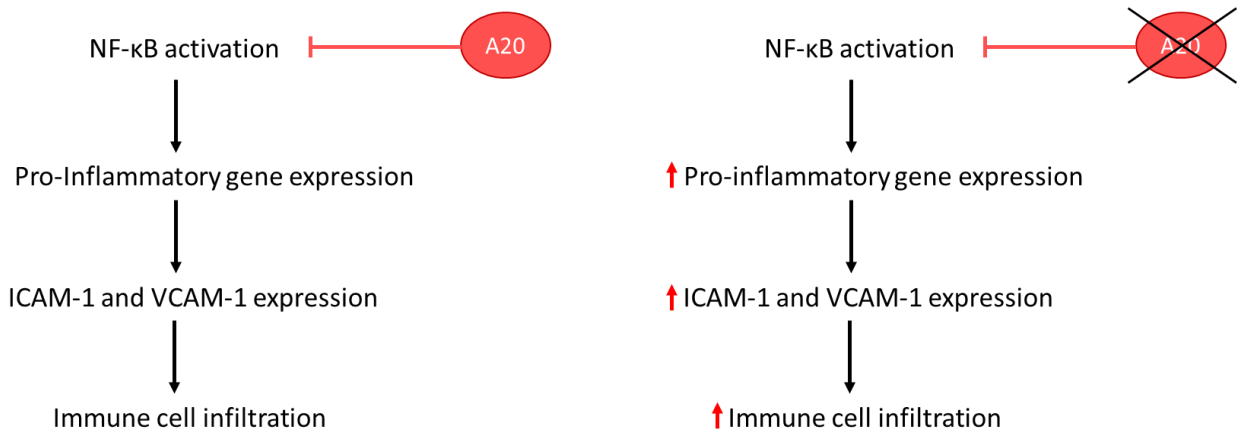 NF-κB activation
A20
Pro-Inflammatory gene expression
ICAM-1 and VCAM-1 expression
Immune cell infiltration
NF-κB activation
A20
Pro-inflammatory gene expression
ICAM-1 and VCAM-1 expression
Immune cell infiltration